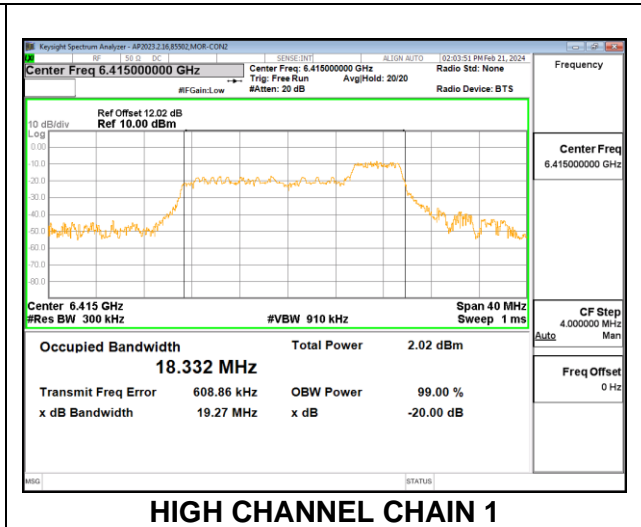 Keysight Spectrum Analyzer - AP2023.2.16,85502,MOR-CON2
RF 50 Ω DC SENSE:INT ALIGN AUTO 02:03:51 PM Feb 21, 2024
Center Freq 6.415000000 GHz
Center Freq: 6.415000000 GHz Radio Std: None
Trig: Free Run Avg|Hold: 20/20
#IFGain:Low #Atten: 20 dB Radio Device: BTS
Frequency
Ref Offset 12.02 dB
10 dB/div Ref 10.00 dBm
Log
0.00
-10.0
-20.0
-30.0
-40.0
-50.0
-60.0
-70.0
-80.0
Center 6.415 GHz Span 40 MHz
#Res BW 300 kHz #VBW 910 kHz Sweep 1 ms
Occupied Bandwidth Total Power 2.02 dBm
18.332 MHz
Transmit Freq Error 608.86 kHz OBW Power 99.00 %
x dB Bandwidth 19.27 MHz x dB -20.00 dB
Center Freq
6.415000000 GHz
CF Step
4.000000 MHz
Auto Man
Freq Offset
0 Hz
MSG STATUS
HIGH CHANNEL CHAIN 1